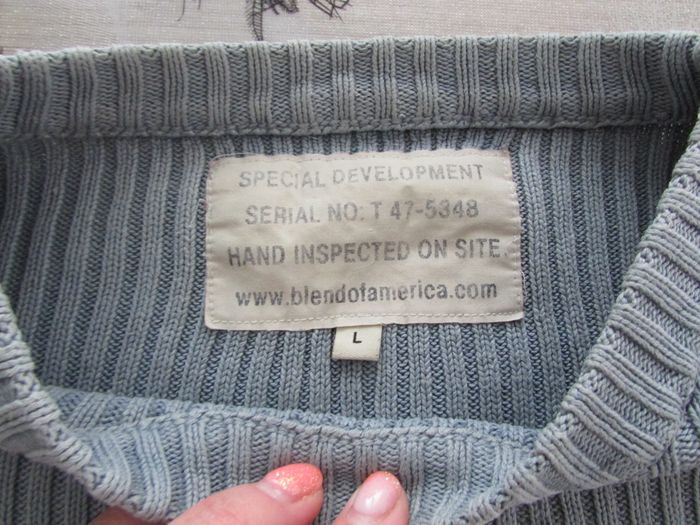 SPECIAL DEVELOPMENT
SERIAL NO: T 47-5348
HAND INSPECTED ON SITE.
www.blendofamerica.com
L